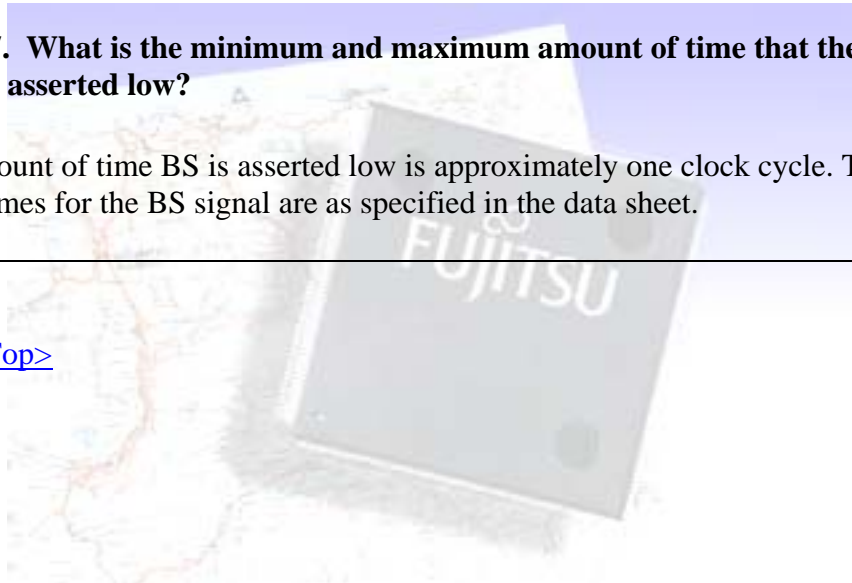 . What is the minimum and maximum amount of time that the
asserted low?
ount of time BS is asserted low is approximately one clock cycle. T
mes for the BS signal are as specified in the data sheet.
FUJITSU
op>